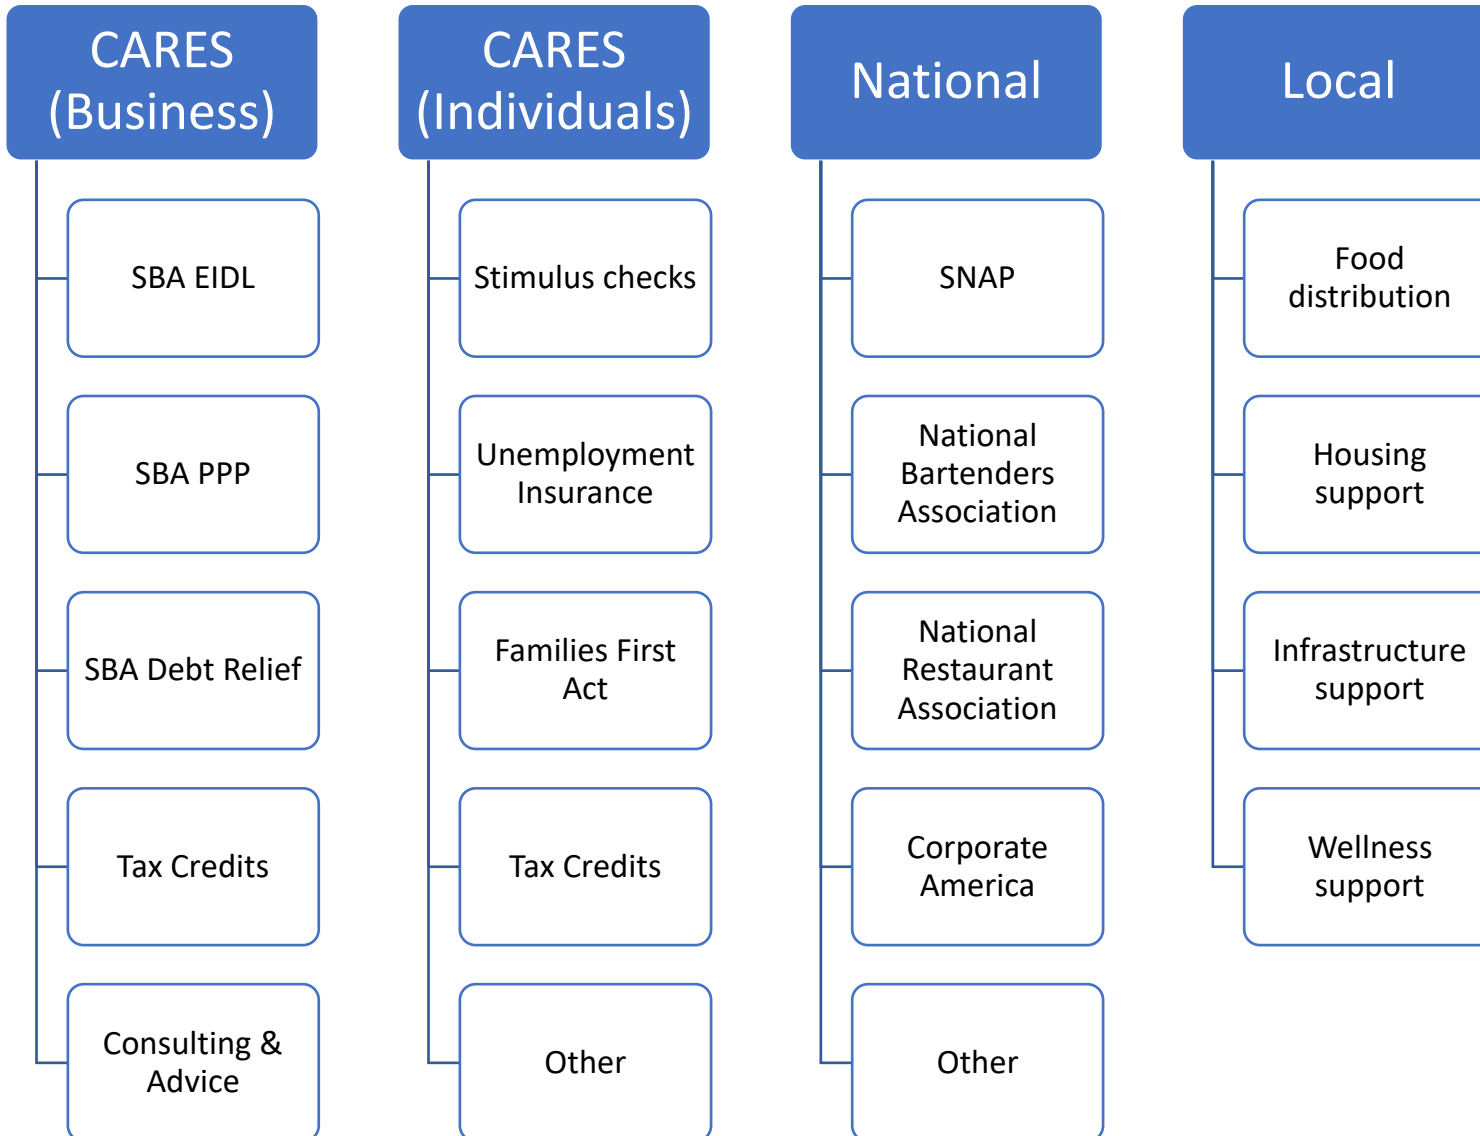 CARES
(Business)
SBA EIDL
SBA PPP
SBA Debt Relief
Tax Credits
Consulting &
Advice
CARES
(Individuals)
Stimulus checks
Unemployment
Insurance
Families First
Act
Tax Credits
Other
National
SNAP
National
Bartenders
Association
National
Restaurant
Association
Corporate
America
Other
Local
Food
distribution
Housing
support
Infrastructure
support
Wellness
support